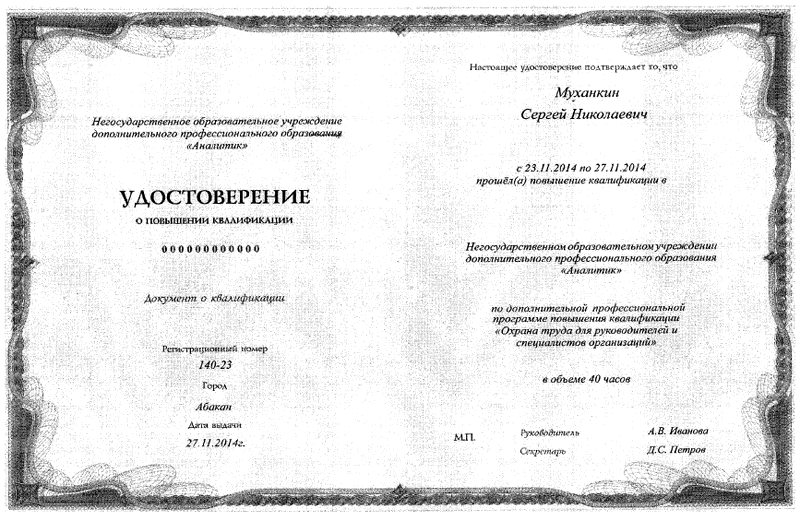 Негосударственное образовательное учреждение
дополнительного профессионального образования
«Аналитик»
УДОСТОВЕРЕНИЕ
О ПОВЫШЕНИИ КВАЛИФИКАЦИИ
000000000000
Документ о квалификации
Регистрационный номер
140-23
Город
Абакан
Дата выдачи
27.11.2014г.
Настоящее удостоверение подтверждает то, что
Муханкин
Сергей Николаевич
с 23.11.2014 по 27.11.2014
прошёл(а) повышение квалификации в
Негосударственном образовательном учреждении
дополнительного профессионального образования
«Аналитик»
по дополнительной профессиональной
программе повышения квалификации
«Охрана труда для руководителей и
специалистов организаций»
в объеме 40 часов
М.П.
Руководитель А.В. Иванова
Секретарь Д.С. Петров